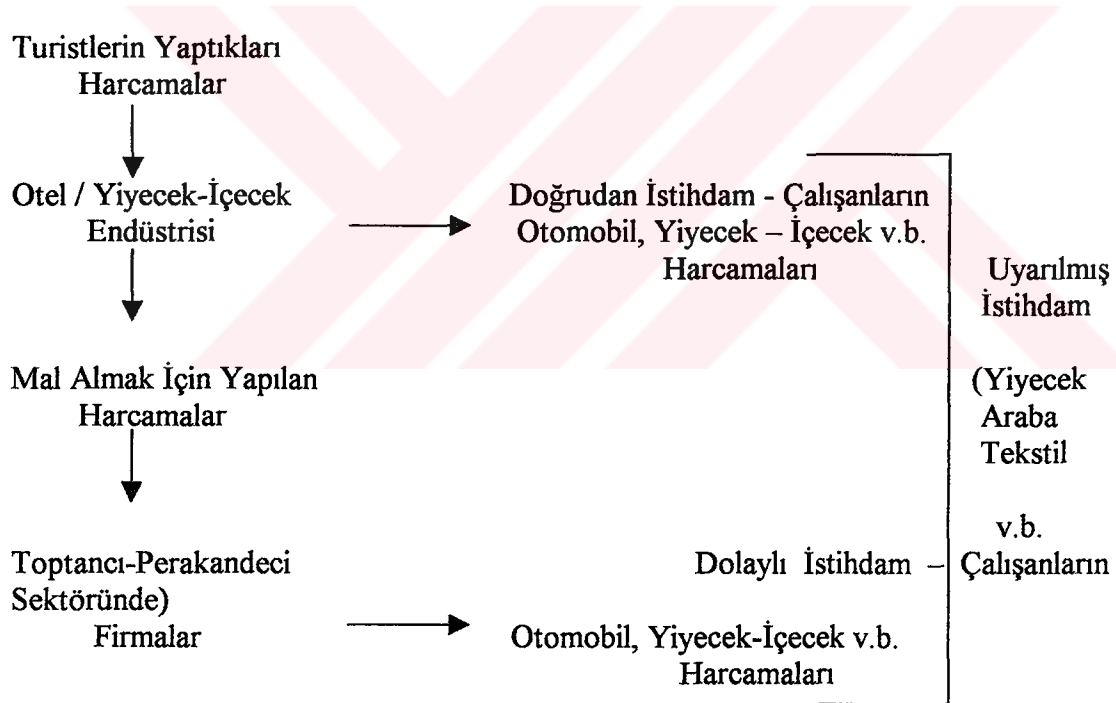 Turistlerin Yaptıkları
Harcamalar
Otel / Yiyecek-İçecek
Endüstrisi
Doğrudan İstihdam - Çalışanların
Otomobil, Yiyecek – İçecek v.b.
Harcamaları
Uyarılmış
İstihdam
Mal Almak İçin Yapılan
Harcamalar
(Yiyecek
Araba
Tekstil
v.b.
Toptancı-Perakandeci
Sektöründe)
Firmalar
Dolaylı İstihdam – Çalışanların
Otomobil, Yiyecek-İçecek v.b.
Harcamaları